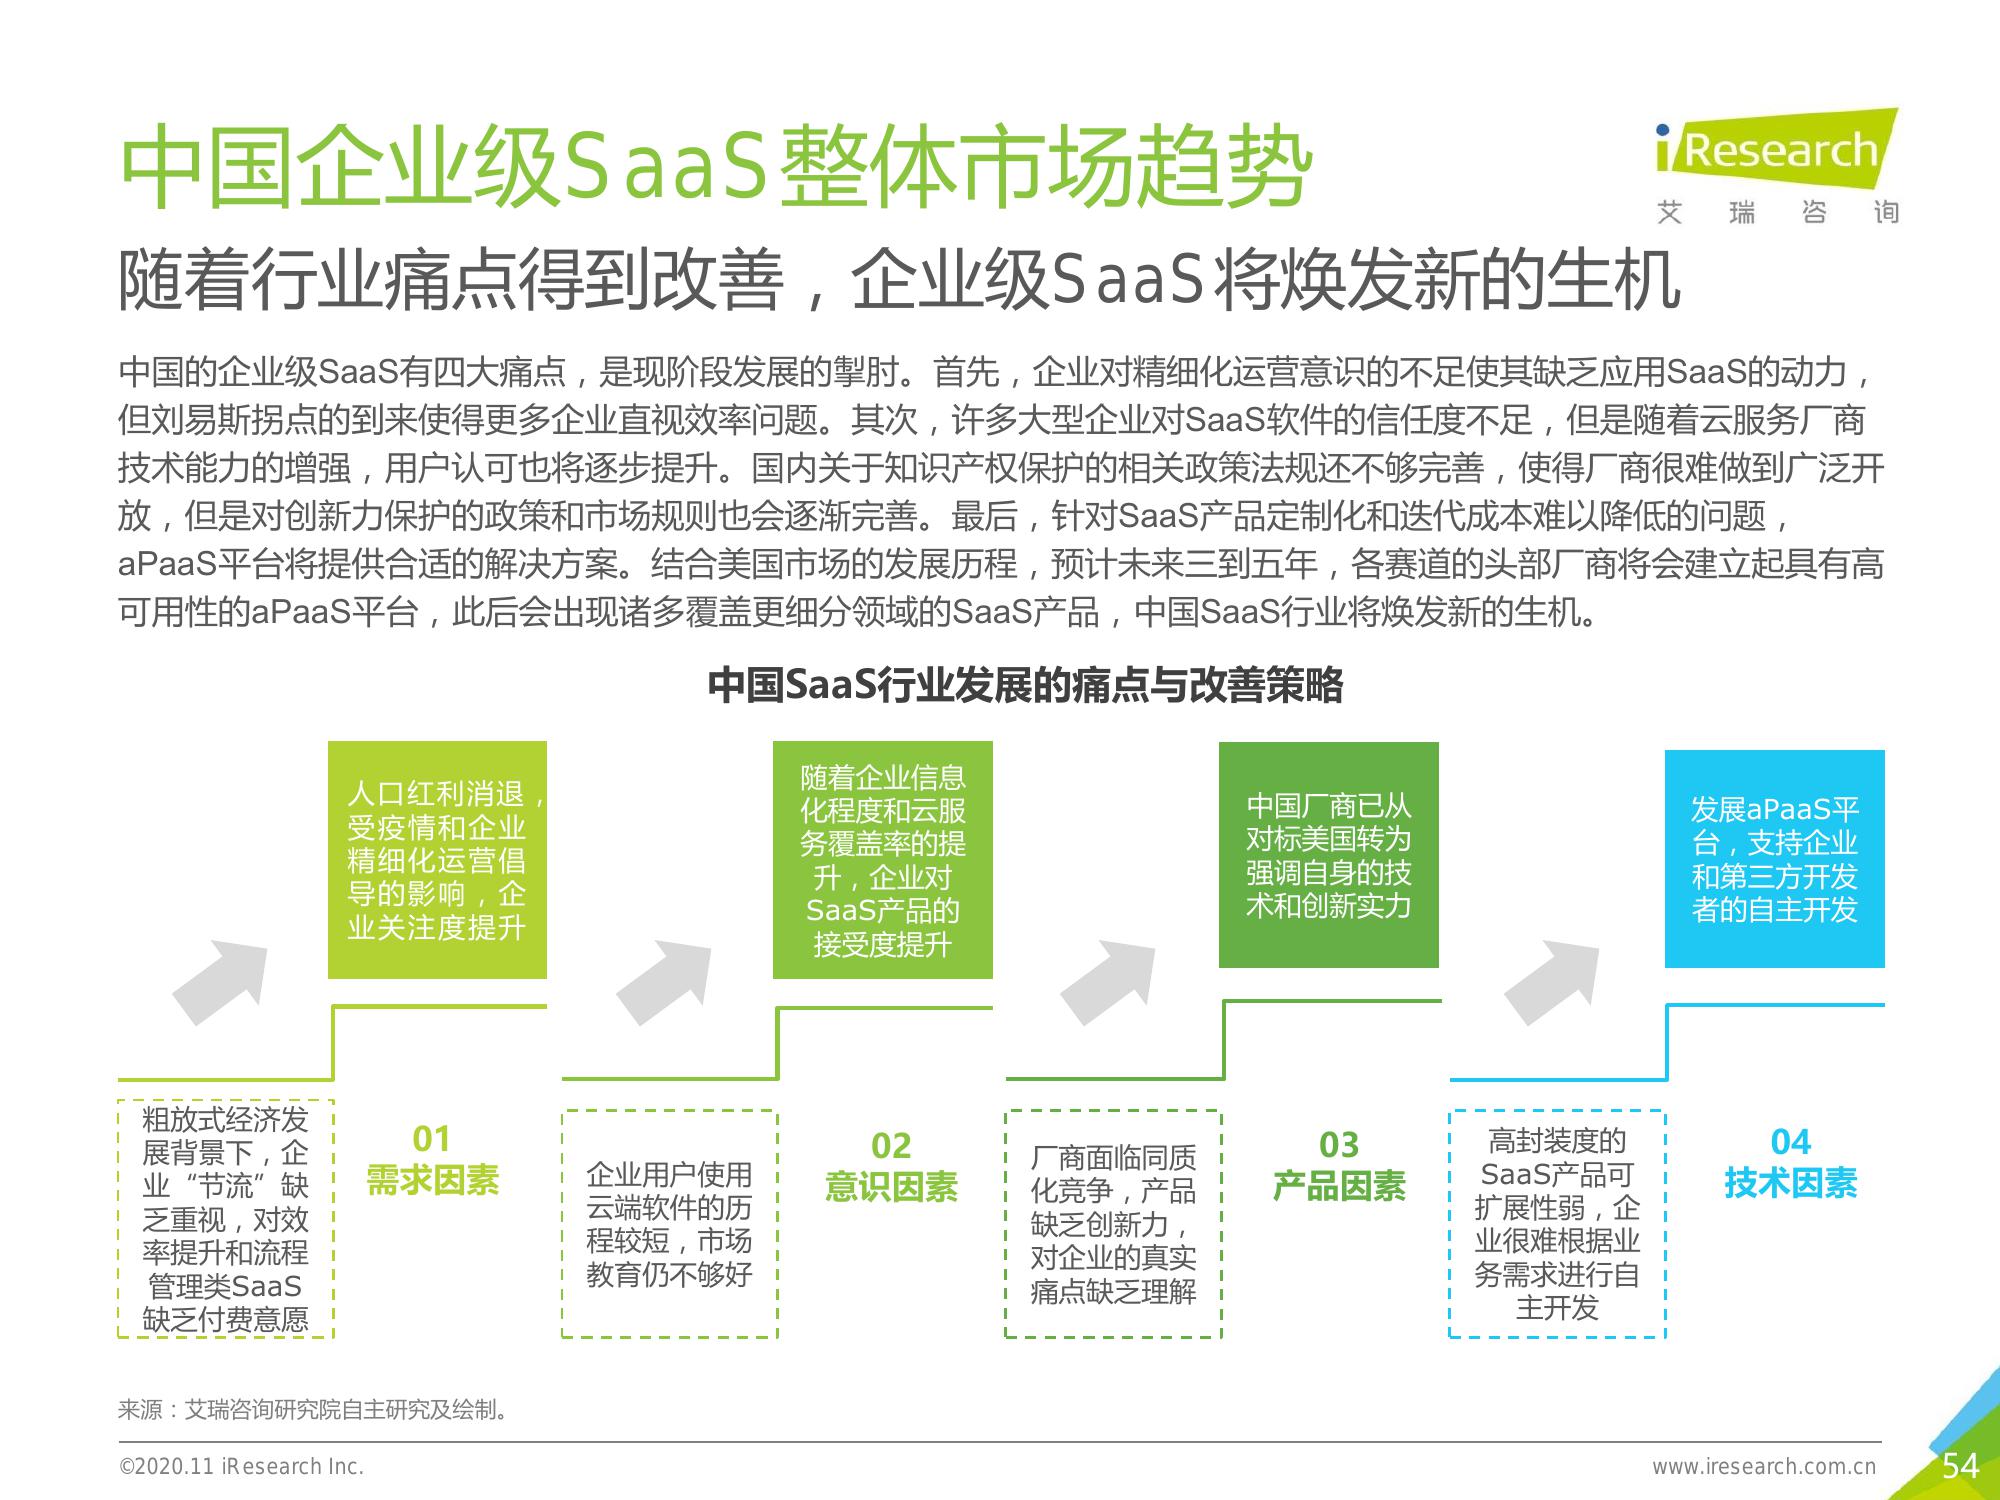 中国企业级SaaS整体市场趋势
iResearch
艾瑞咨询
随着行业痛点得到改善，企业级SaaS将焕发新的生机
中国的企业级SaaS有四大痛点，是现阶段发展的掣肘。首先，企业对精细化运营意识的不足使其缺乏应用SaaS的动力，
但刘易斯拐点的到来使得更多企业直视效率问题。其次，许多大型企业对SaaS软件的信任度不足，但是随着云服务厂商
技术能力的增强，用户认可也将逐步提升。国内关于知识产权保护的相关政策法规还不够完善，使得厂商很难做到广泛开
放，但是对创新力保护的政策和市场规则也会逐渐完善。最后，针对SaaS产品定制化和迭代成本难以降低的问题，
aPaaS平台将提供合适的解决方案。结合美国市场的发展历程，预计未来三到五年，各赛道的头部厂商将会建立起具有高
可用性的aPaaS平台，此后会出现诸多覆盖更细分领域的SaaS产品，中国SaaS行业将焕发新的生机。
中国SaaS行业发展的痛点与改善策略
人口红利消退，
受疫情和企业
精细化运营倡
导的影响，企
业关注度提升
随着企业信息
化程度和云服
务覆盖率的提
升，企业对
SaaS产品的
接受度提升
中国厂商已从
对标美国转为
强调自身的技
术和创新实力
发展aPaaS平
台，支持企业
和第三方开发
者的自主开发
粗放式经济发
展背景下，企
业“节流”缺
乏重视，对效
率提升和流程
管理类SaaS
缺乏付费意愿
01
需求因素
企业用户使用
云端软件的历
程较短，市场
教育仍不够好
02
意识因素
厂商面临同质
化竞争，产品
缺乏创新力，
对企业的真实
痛点缺乏理解
03
产品因素
高封装度的
SaaS产品可
扩展性弱，企
业很难根据业
务需求进行自
主开发
04
技术因素
来源：艾瑞咨询研究院自主研究及绘制。
©2020.11 iResearch Inc.
www.iresearch.com.cn
54